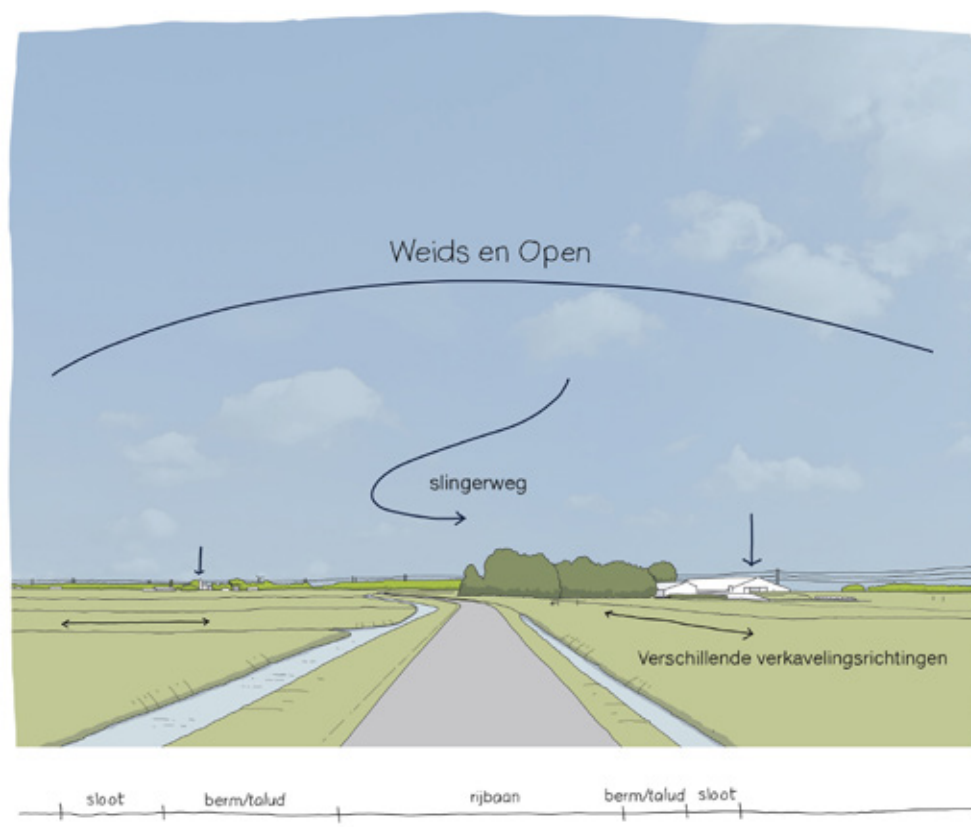 Weids en Open
slingerweg
Verschillende verkavelingsrichtingen
sloot berm/talud rijbaan berm/talud sloot